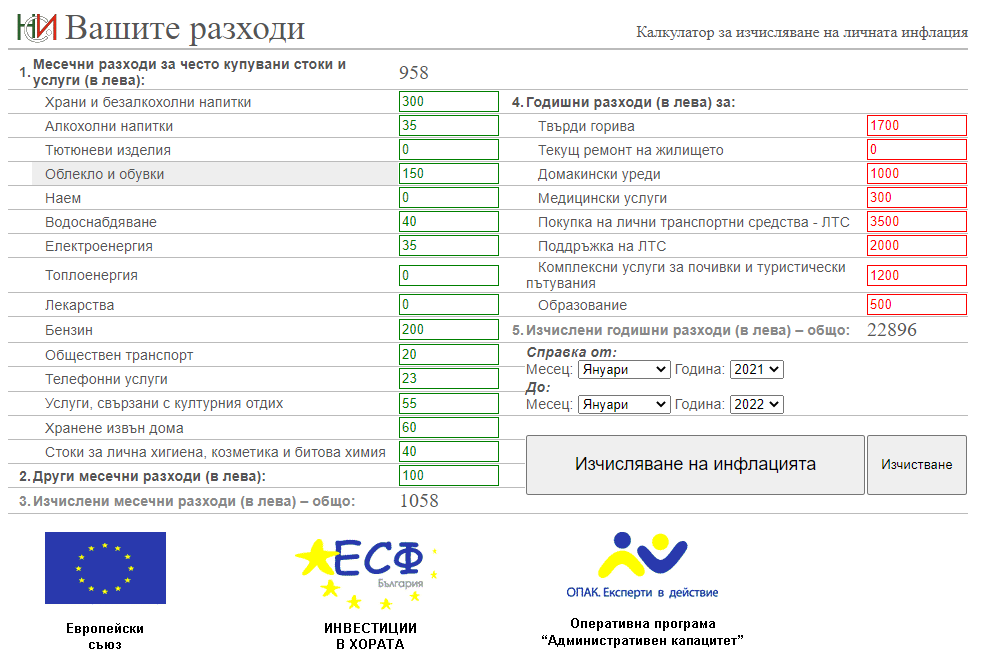 НСИ Вашите разходи
Калкулатор за изчисляване на личната инфлация
1. Месечни разходи за често купувани стоки и
услуги (в лева):
958
Храни и безалкохолни напитки 300
Алкохолни напитки 35
Тютюневи изделия 0
Облекло и обувки 150
Наем 0
Водоснабдяване 40
Електроенергия 35
Топлоенергия 0
Лекарства 0
Бензин 200
Обществен транспорт 20
Телефонни услуги 23
Услуги, свързани с културния отдих 55
Хранене извън дома 60
Стоки за лична хигиена, козметика и битова химия 40
2. Други месечни разходи (в лева): 100
3. Изчислени месечни разходи (в лева) – общо: 1058
4. Годишни разходи (в лева) за:
Твърди горива 1700
Текущ ремонт на жилището 0
Домакински уреди 1000
Медицински услуги 300
Покупка на лични транспортни средства - ЛТС 3500
Поддръжка на ЛТС 2000
Комплексни услуги за почивки и туристически
пътувания
1200
Образование 500
5. Изчислени годишни разходи (в лева) – общо: 22896
Справка от:
Месец: Януари Година: 2021
До:
Месец: Януари Година: 2022
Изчисляване на инфлацията Изчистване
Европейски
съюз
ЕСФ
България
ИНВЕСТИЦИИ
В ХОРАТА
ОПАК. Експерти в действие
Оперативна програма
“Административен капацитет”